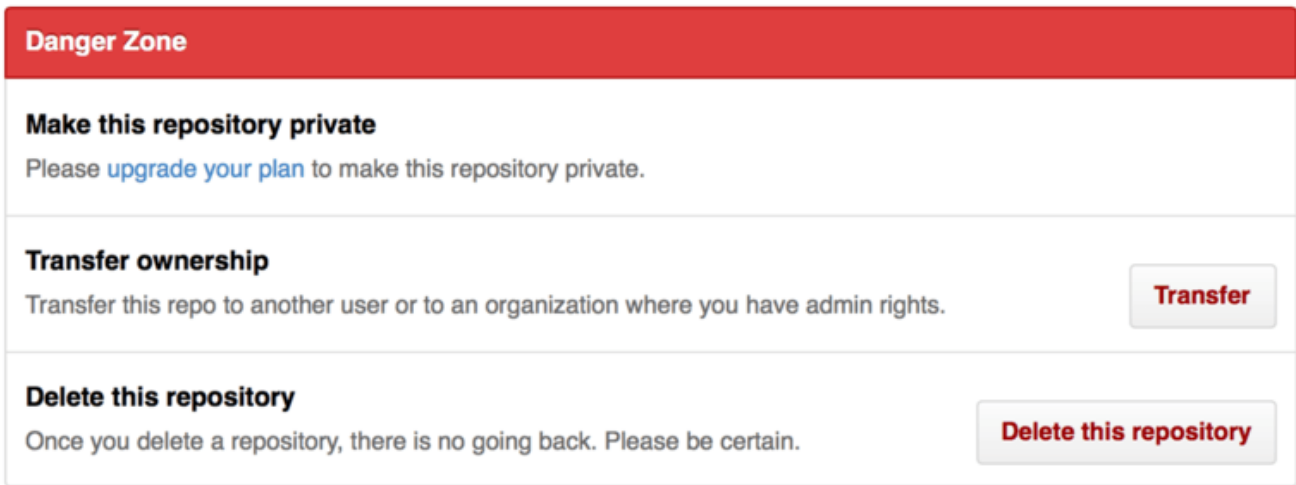 Danger Zone
Make this repository private
Please upgrade your plan to make this repository private.
Transfer ownership
Transfer this repo to another user or to an organization where you have admin rights.
Transfer
Delete this repository
Once you delete a repository, there is no going back. Please be certain.
Delete this repository